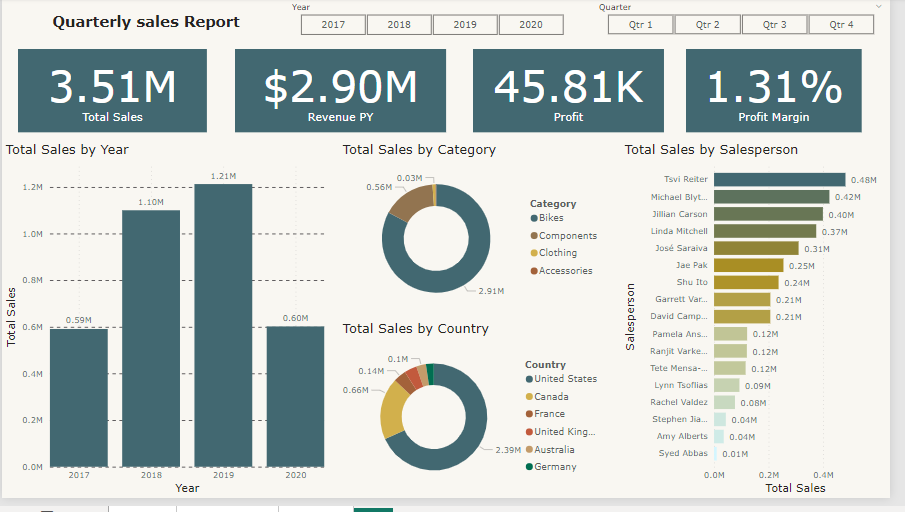 Quarterly sales Report
Year
2017
2018
2019
2020
Quarter
Qtr 1
Qtr 2
Qtr 3
Qtr 4
3.51M
Total Sales
$2.90M
Revenue PY
45.81K
Profit
1.31%
Profit Margin
Total Sales by Year
Total Sales
1.2M
1.0M
0.8M
0.6M
0.4M
0.2M
0.0M
0.59M
1.10M
1.21M
0.60M
2017
2018
2019
2020
Year
Total Sales by Category
0.03M
0.56M
2.91M
Category
Bikes
Components
Clothing
Accessories
Total Sales by Country
0.1M
0.14M
0.66M
2.39M
Country
United States
Canada
France
United King...
Australia
Germany
Total Sales by Salesperson
Salesperson
Tsvi Reiter 0.48M
Michael Blyt... 0.42M
Jillian Carson 0.40M
Linda Mitchell 0.37M
José Saraiva 0.31M
Jae Pak 0.25M
Shu Ito 0.24M
Garrett Var... 0.21M
David Camp... 0.21M
Pamela Ans... 0.12M
Ranjit Varke... 0.12M
Tete Mensa-... 0.12M
Lynn Tsoflias 0.09M
Rachel Valdez 0.08M
Stephen Jia... 0.04M
Amy Alberts 0.04M
Syed Abbas 0.01M
0.0M
0.2M
0.4M
Total Sales